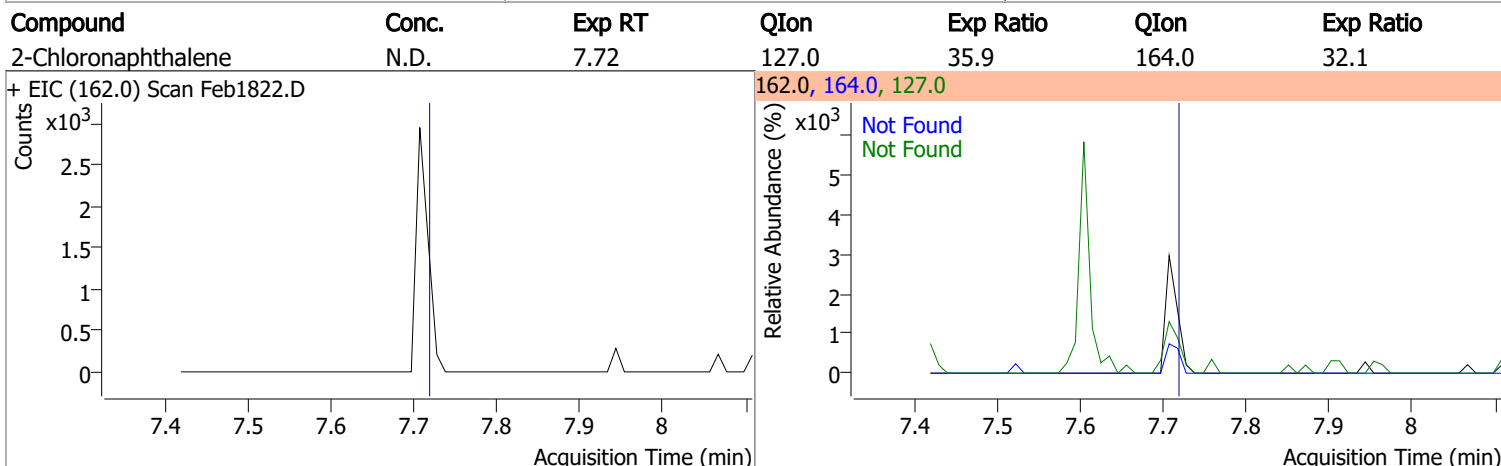 Compound Conc. Exp RT QIon Exp Ratio QIon Exp Ratio
2-Chloronaphthalene N.D. 7.72 127.0 35.9 164.0 32.1
+ EIC (162.0) Scan Feb1822.D
Counts
x10³
2.5
2
1.5
1
0.5
0
7.4 7.5 7.6 7.7 7.8 7.9 8
Acquisition Time (min)
162.0, 164.0, 127.0
Relative Abundance (%)
x10³
Not Found
Not Found
5
4
3
2
1
0
7.4 7.5 7.6 7.7 7.8 7.9 8
Acquisition Time (min)